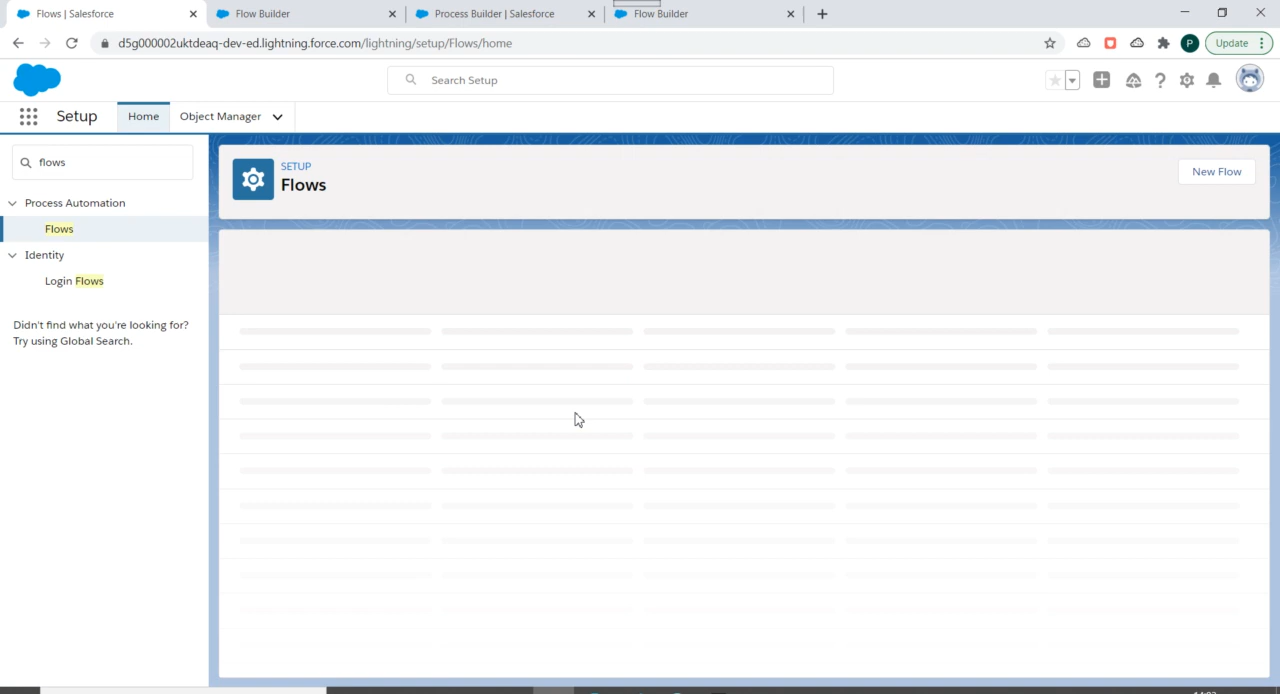 Flows | Salesforce
Flow Builder
Process Builder | Salesforce
Flow Builder
d5g000002uktdeaq-dev-ed.lightning.force.com/lightning/setup/Flows/home
P
Update
Search Setup
Setup
Home
Object Manager
flows
SETUP
Flows
New Flow
Process Automation
Flows
Identity
Login Flows
Didn't find what you're looking for?
Try using Global Search.